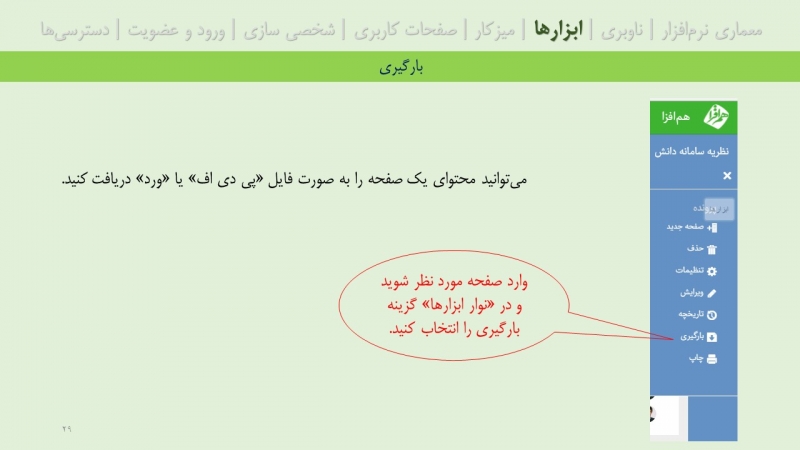 معماری نرم‌افزار | ناوبری | ابزارها | میزکار | صفحات کاربری | شخصی سازی | ورود و عضویت | دسترسی‌ها
بارگیری
هم‌افزا
نظریه سامانه دانش
می‌توانید محتوای یک صفحه را به صورت فایل «پی دی اف» یا «ورد» دریافت کنید.
صفحه جدید
حذف
تنظیمات
ویرایش
تاریخچه
بارگیری
چاپ
وارد صفحه مورد نظر شوید
و در «نوار ابزارها» گزینه
بارگیری را انتخاب کنید.
۲۹